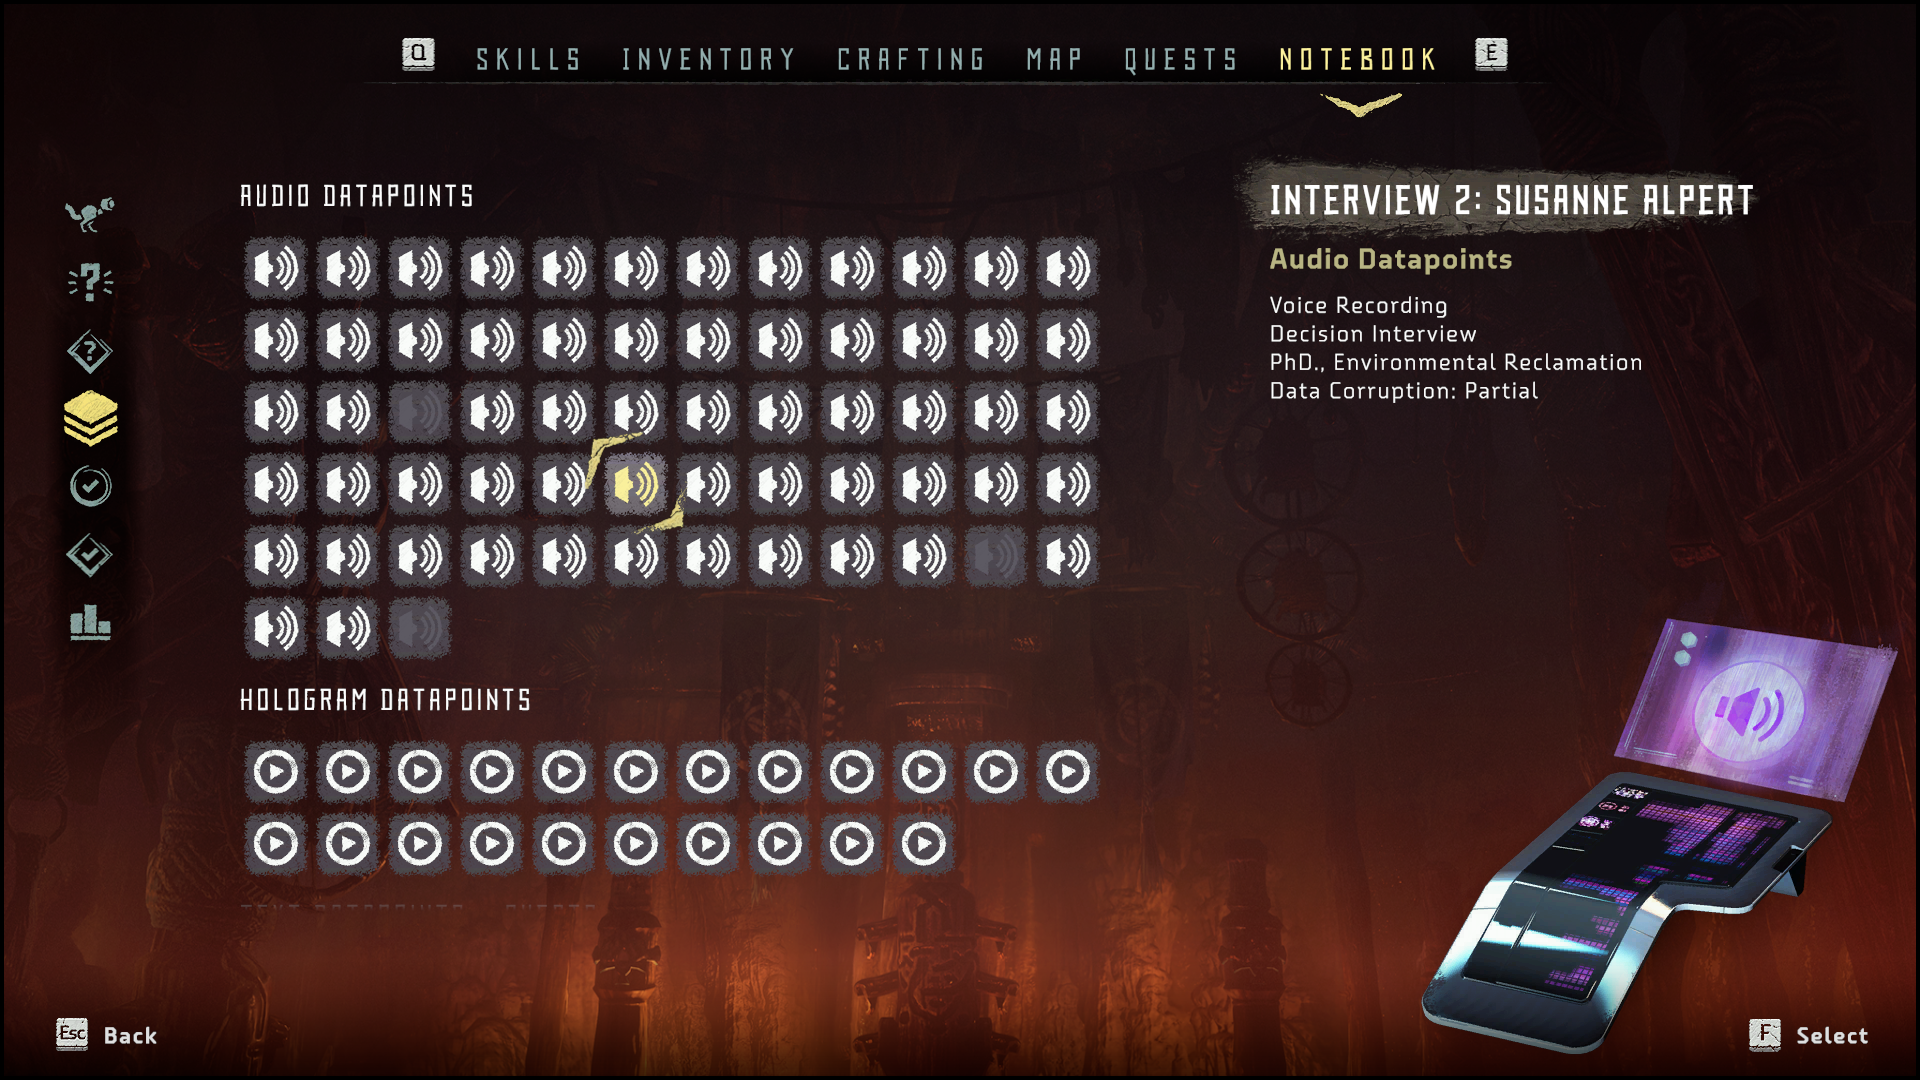 Q SKILLS INVENTORY CRAFTING MAP QUESTS NOTEBOOK E
AUDIO DATAPOINTS
INTERVIEW 2: SUSANNE ALPERT
Audio Datapoints
Voice Recording
Decision Interview
PhD., Environmental Reclamation
Data Corruption: Partial
HOLOGRAM DATAPOINTS
Esc Back
F Select